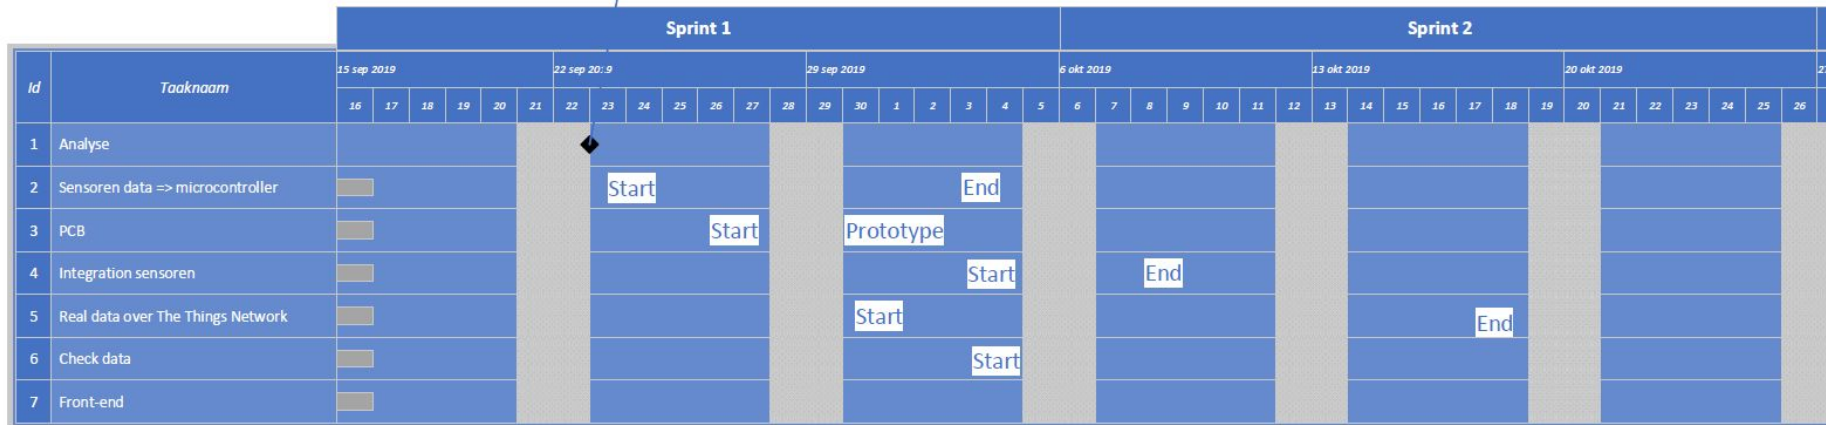 Sprint 1 Sprint 2
Id Taaknaam 15 sep 2019 22 sep 2019 29 sep 2019 6 okt 2019 13 okt 2019 20 okt 2019
16 17 18 19 20 21 22 23 24 25 26 27 28 29 30 1 2 3 4 5 6 7 8 9 10 11 12 13 14 15 16 17 18 19 20 21 22 23 24 25 26
1 Analyse
2 Sensoren data => microcontroller Start End
3 PCB Start Prototype
4 Integration sensoren Start End
5 Real data over The Things Network Start End
6 Check data Start
7 Front-end